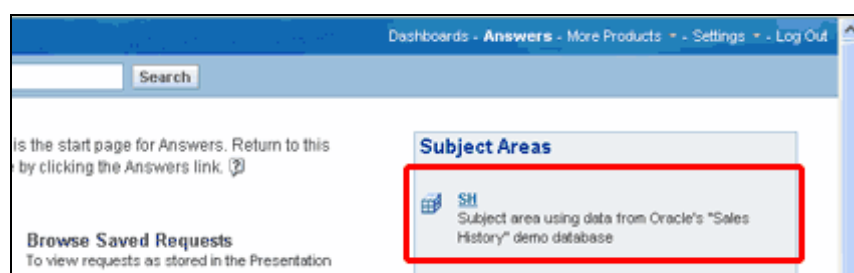 Dashboards - Answers - More Products - Settings - Log Out
Search
is the start page for Answers. Return to this
by clicking the Answers link.
Subject Areas
SH
Subject area using data from Oracle's "Sales
History" demo database
Browse Saved Requests
To view requests as stored in the Presentation